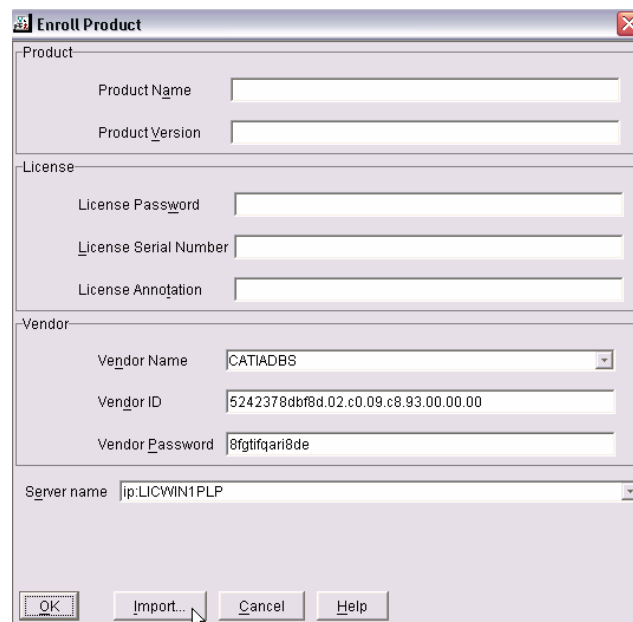 Enroll Product
Product
Product Name
Product Version
License
License Password
License Serial Number
License Annotation
Vendor
Vendor Name CATIADBS
Vendor ID 5242378dbf8d.02.c0.09.c8.93.00.00.00
Vendor Password 8fgtifqari8de
Server name ip:LICWIN1PLP
OK Import... Cancel Help